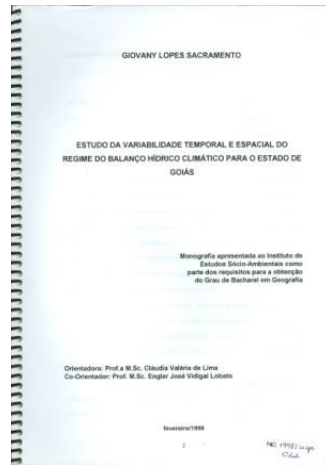 GIOVANY LOPES SACRAMENTO
ESTUDO DA VARIABILIDADE TEMPORAL E ESPACIAL DO
REGIME DO BALANÇO HÍDRICO CLIMÁTICO PARA O ESTADO DE
GOIÁS
Monografia apresentada ao Instituto de
Estudos Sócio-Ambientais como
parte dos requisitos para a obtenção
do Grau de Bacharel em Geografia
Orientadora: Prof.a M.Sc. Cláudia Valéria de Lima
Co-Orientador: Prof. M.Sc. Engler José Vidigal Lobato
fevereiro/1998